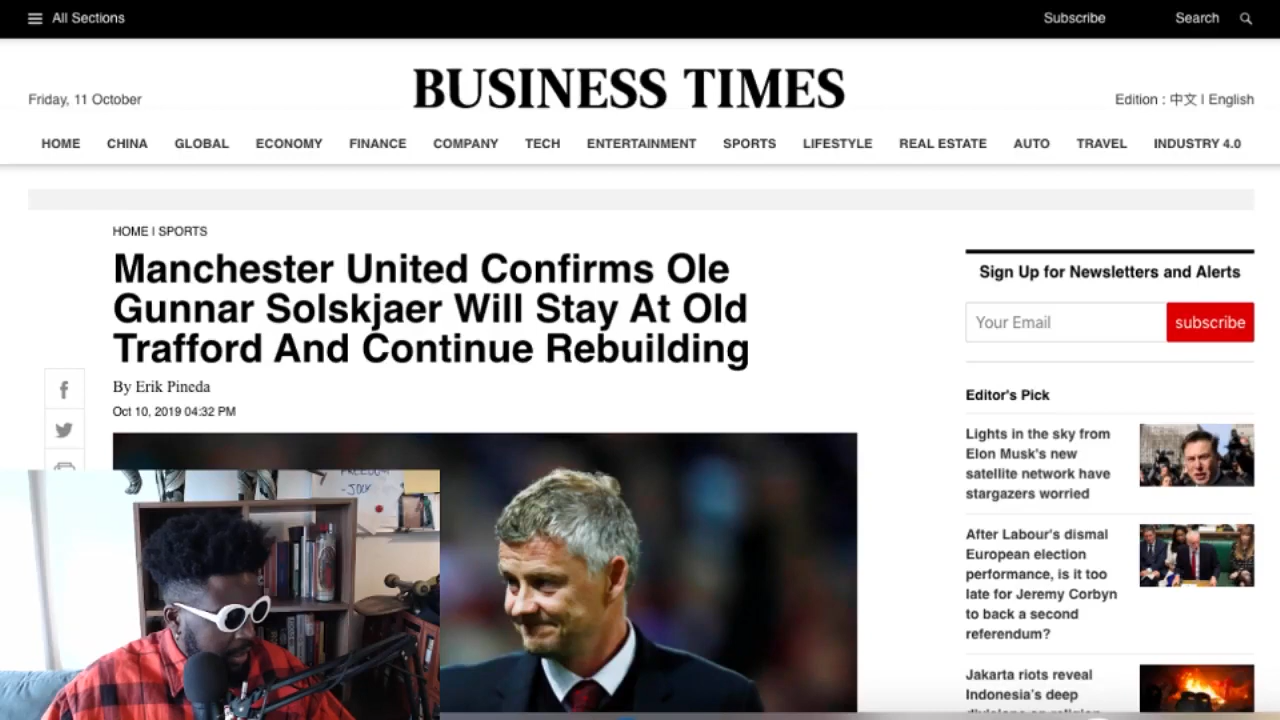 All Sections
Subscribe
Search
Friday, 11 October
BUSINESS TIMES
Edition : 中文 | English
HOME CHINA GLOBAL ECONOMY FINANCE COMPANY TECH ENTERTAINMENT SPORTS LIFESTYLE REAL ESTATE AUTO TRAVEL INDUSTRY 4.0
HOME | SPORTS
Manchester United Confirms Ole
Gunnar Solskjaer Will Stay At Old
Trafford And Continue Rebuilding
By Erik Pineda
Oct 10, 2019 04:32 PM
Sign Up for Newsletters and Alerts
Your Email
subscribe
Editor's Pick
Lights in the sky from
Elon Musk's new
satellite network have
stargazers worried
After Labour's dismal
European election
performance, is it too
late for Jeremy Corbyn
to back a second
referendum?
Jakarta riots reveal
Indonesia's deep
divisions on religion
-JOCK